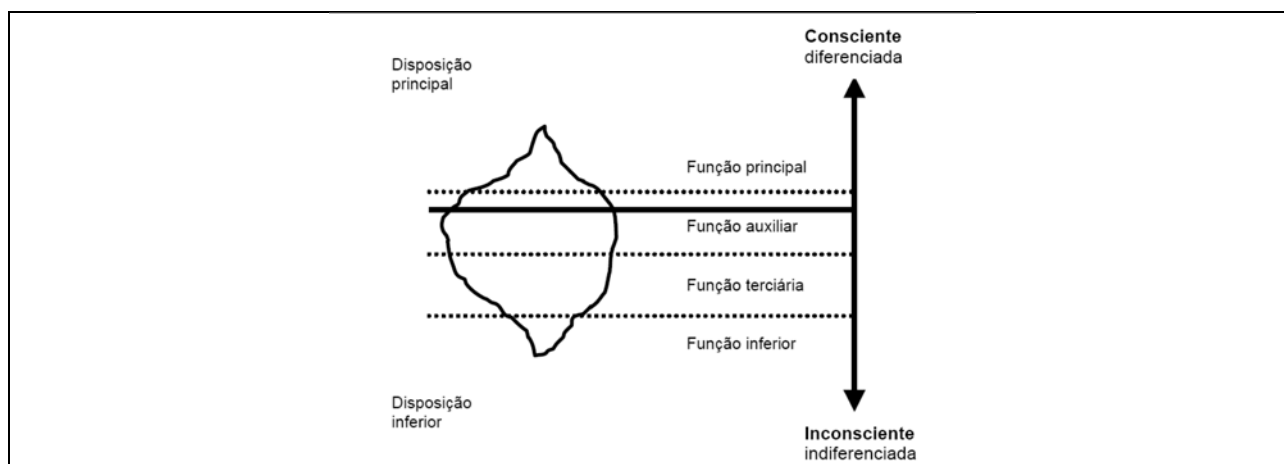 Consciente
diferenciada
Disposição
principal
Função principal
Função auxiliar
Função terciária
Função inferior
Disposição
inferior
Inconsciente
indiferenciada